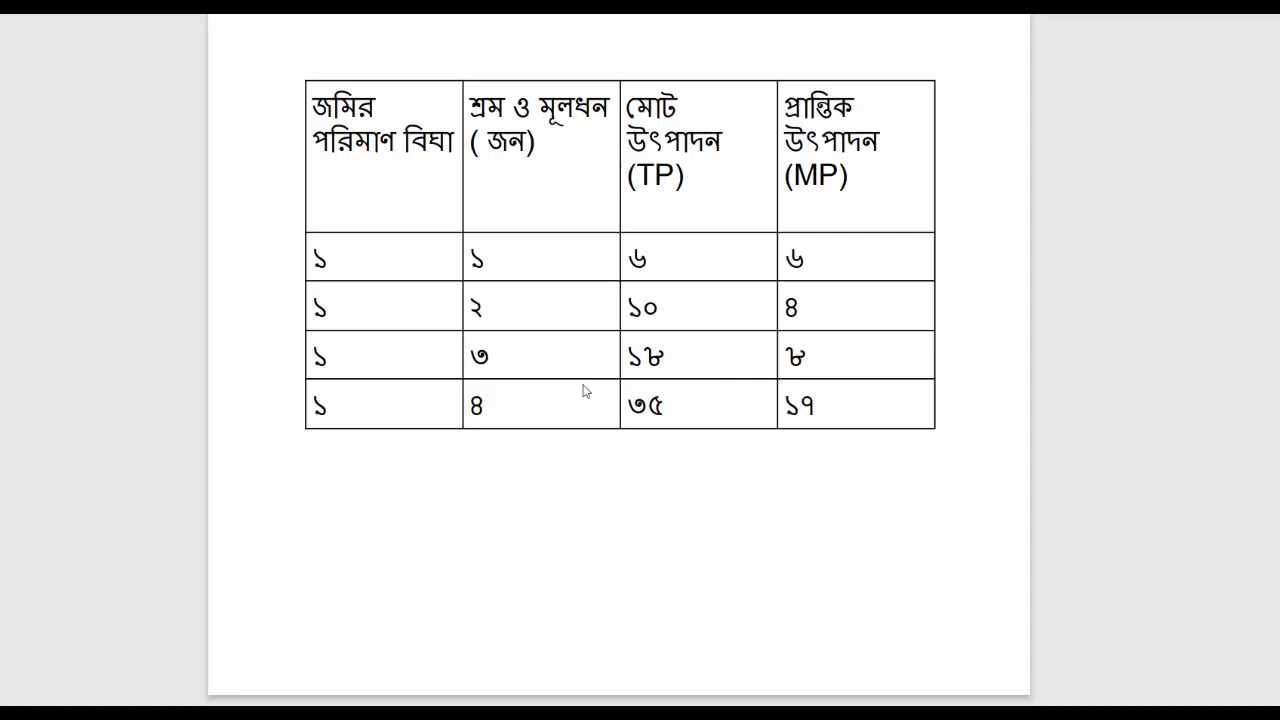 জমির পরিমাণ বিঘা | শ্রম ও মূলধন ( জন) | মোট উৎপাদন (TP) | প্রান্তিক উৎপাদন (MP)
১ | ১ | ৬ | ৬
১ | ২ | ১০ | ৪
১ | ৩ | ১৮ | ৮
১ | ৪ | ৩৫ | ১৭